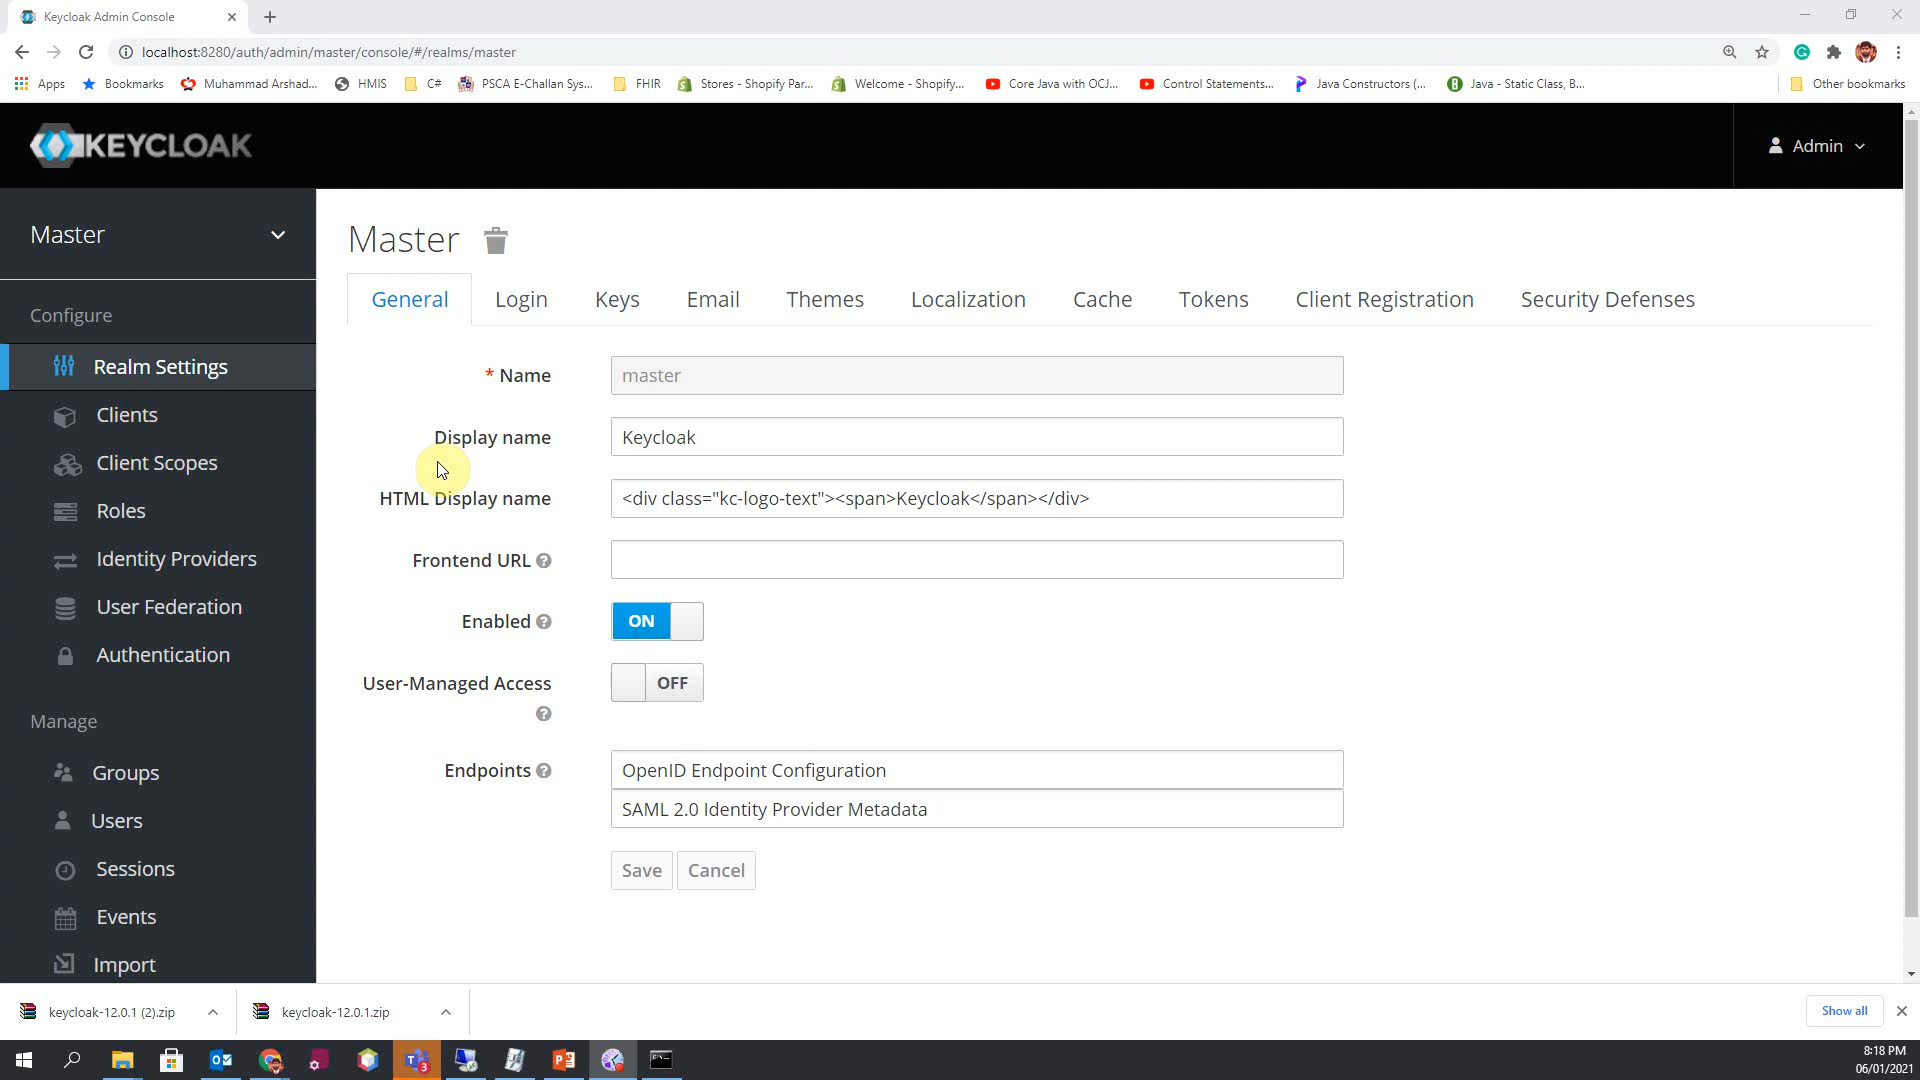 Keycloak Admin Console
localhost:8280/auth/admin/master/console/#/realms/master
Apps Bookmarks Muhammad Arshad... HMIS C# PSCA E-Challan Sys... FHIR Stores - Shopify Par... Welcome - Shopify... Core Java with OCJ... Control Statements... Java Constructors (... Java - Static Class, B... Other bookmarks
KEYCLOAK
Admin
Master
Configure
Realm Settings
Clients
Client Scopes
Roles
Identity Providers
User Federation
Authentication
Manage
Groups
Users
Sessions
Events
Import
Master
General Login Keys Email Themes Localization Cache Tokens Client Registration Security Defenses
* Name master
Display name Keycloak
HTML Display name <div class="kc-logo-text"><span>Keycloak</span></div>
Frontend URL
Enabled ON
User-Managed Access OFF
Endpoints OpenID Endpoint Configuration
SAML 2.0 Identity Provider Metadata
Save Cancel
keycloak-12.0.1 (2).zip keycloak-12.0.1.zip Show all
3
8:18 PM
06/01/2021